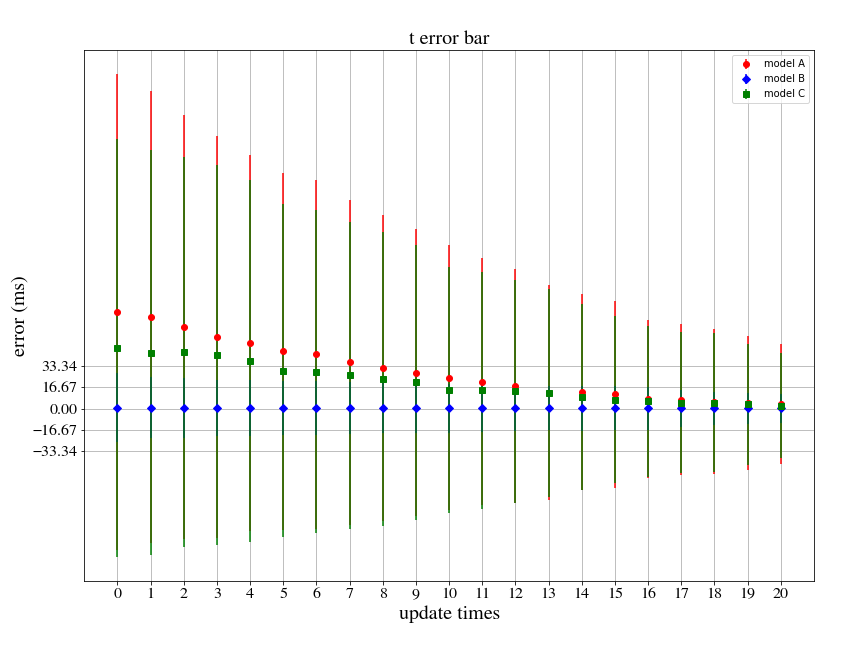 t error bar
model A
model B
model C
error (ms)
33.34
16.67
0.00
−16.67
−33.34
0 1 2 3 4 5 6 7 8 9 10 11 12 13 14 15 16 17 18 19 20
update times